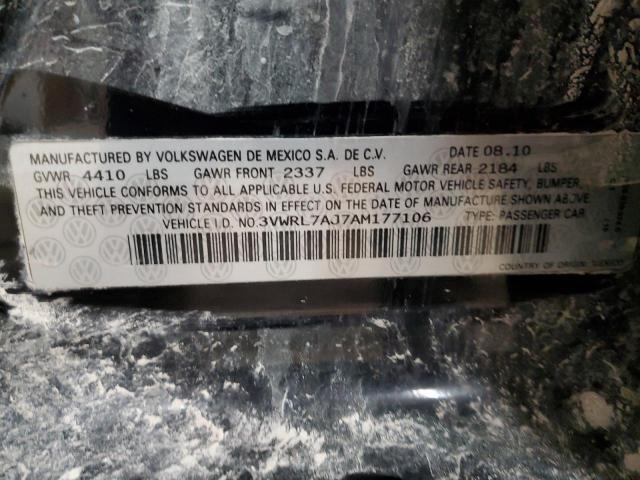 MANUFACTURED BY VOLKSWAGEN DE MEXICO S.A. DE C.V. DATE 08.10
GVWR 4410 LBS GAWR FRONT 2337 LBS GAWR REAR 2184 LBS
THIS VEHICLE CONFORMS TO ALL APPLICABLE U.S. FEDERAL MOTOR VEHICLE SAFETY, BUMPER,
AND THEFT PREVENTION STANDARDS IN EFFECT ON THE DATE OF MANUFACTURE SHOWN ABOVE
VEHICLE I.D. NO. 3VWRL7AJ7AM177106 TYPE: PASSENGER CAR
COUNTRY OF ORIGIN: MEXICO